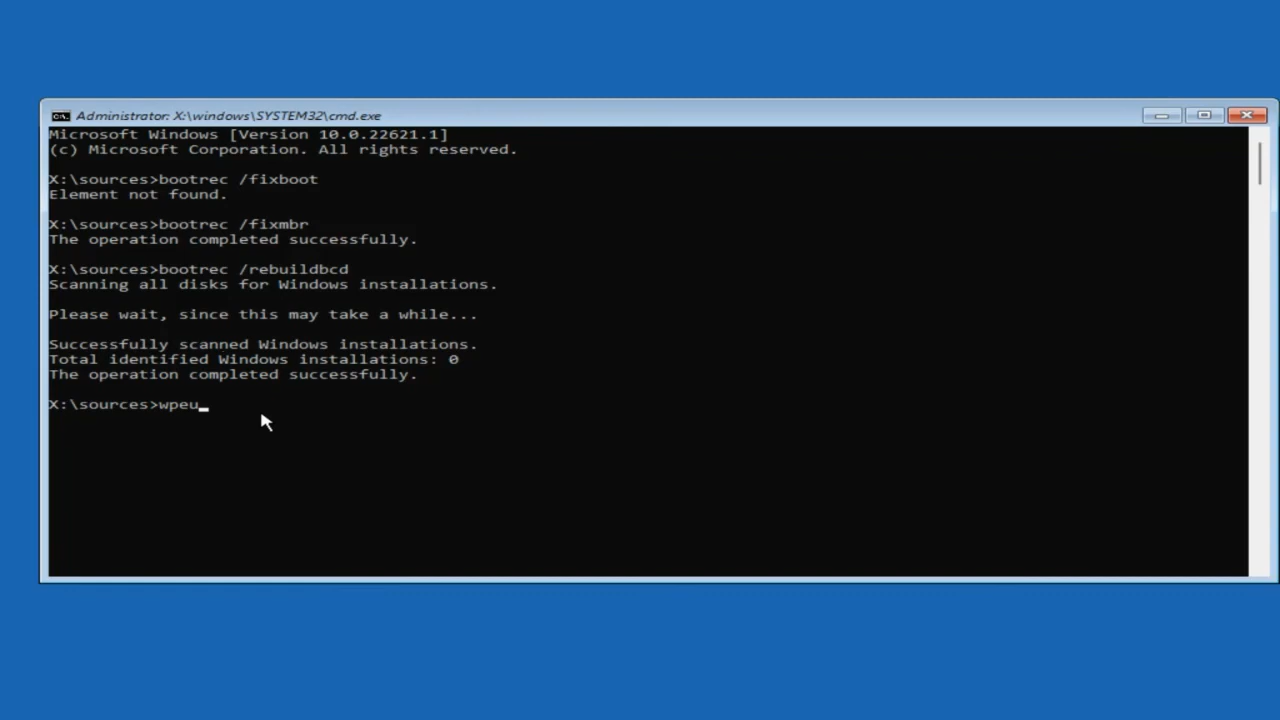 Administrator: X:\windows\SYSTEM32\cmd.exe
Microsoft Windows [Version 10.0.22621.1]
(c) Microsoft Corporation. All rights reserved.
X:\sources>bootrec /fixboot
Element not found.
X:\sources>bootrec /fixmbr
The operation completed successfully.
X:\sources>bootrec /rebuildbcd
Scanning all disks for Windows installations.
Please wait, since this may take a while...
Successfully scanned Windows installations.
Total identified Windows installations: 0
The operation completed successfully.
X:\sources>wpeu_